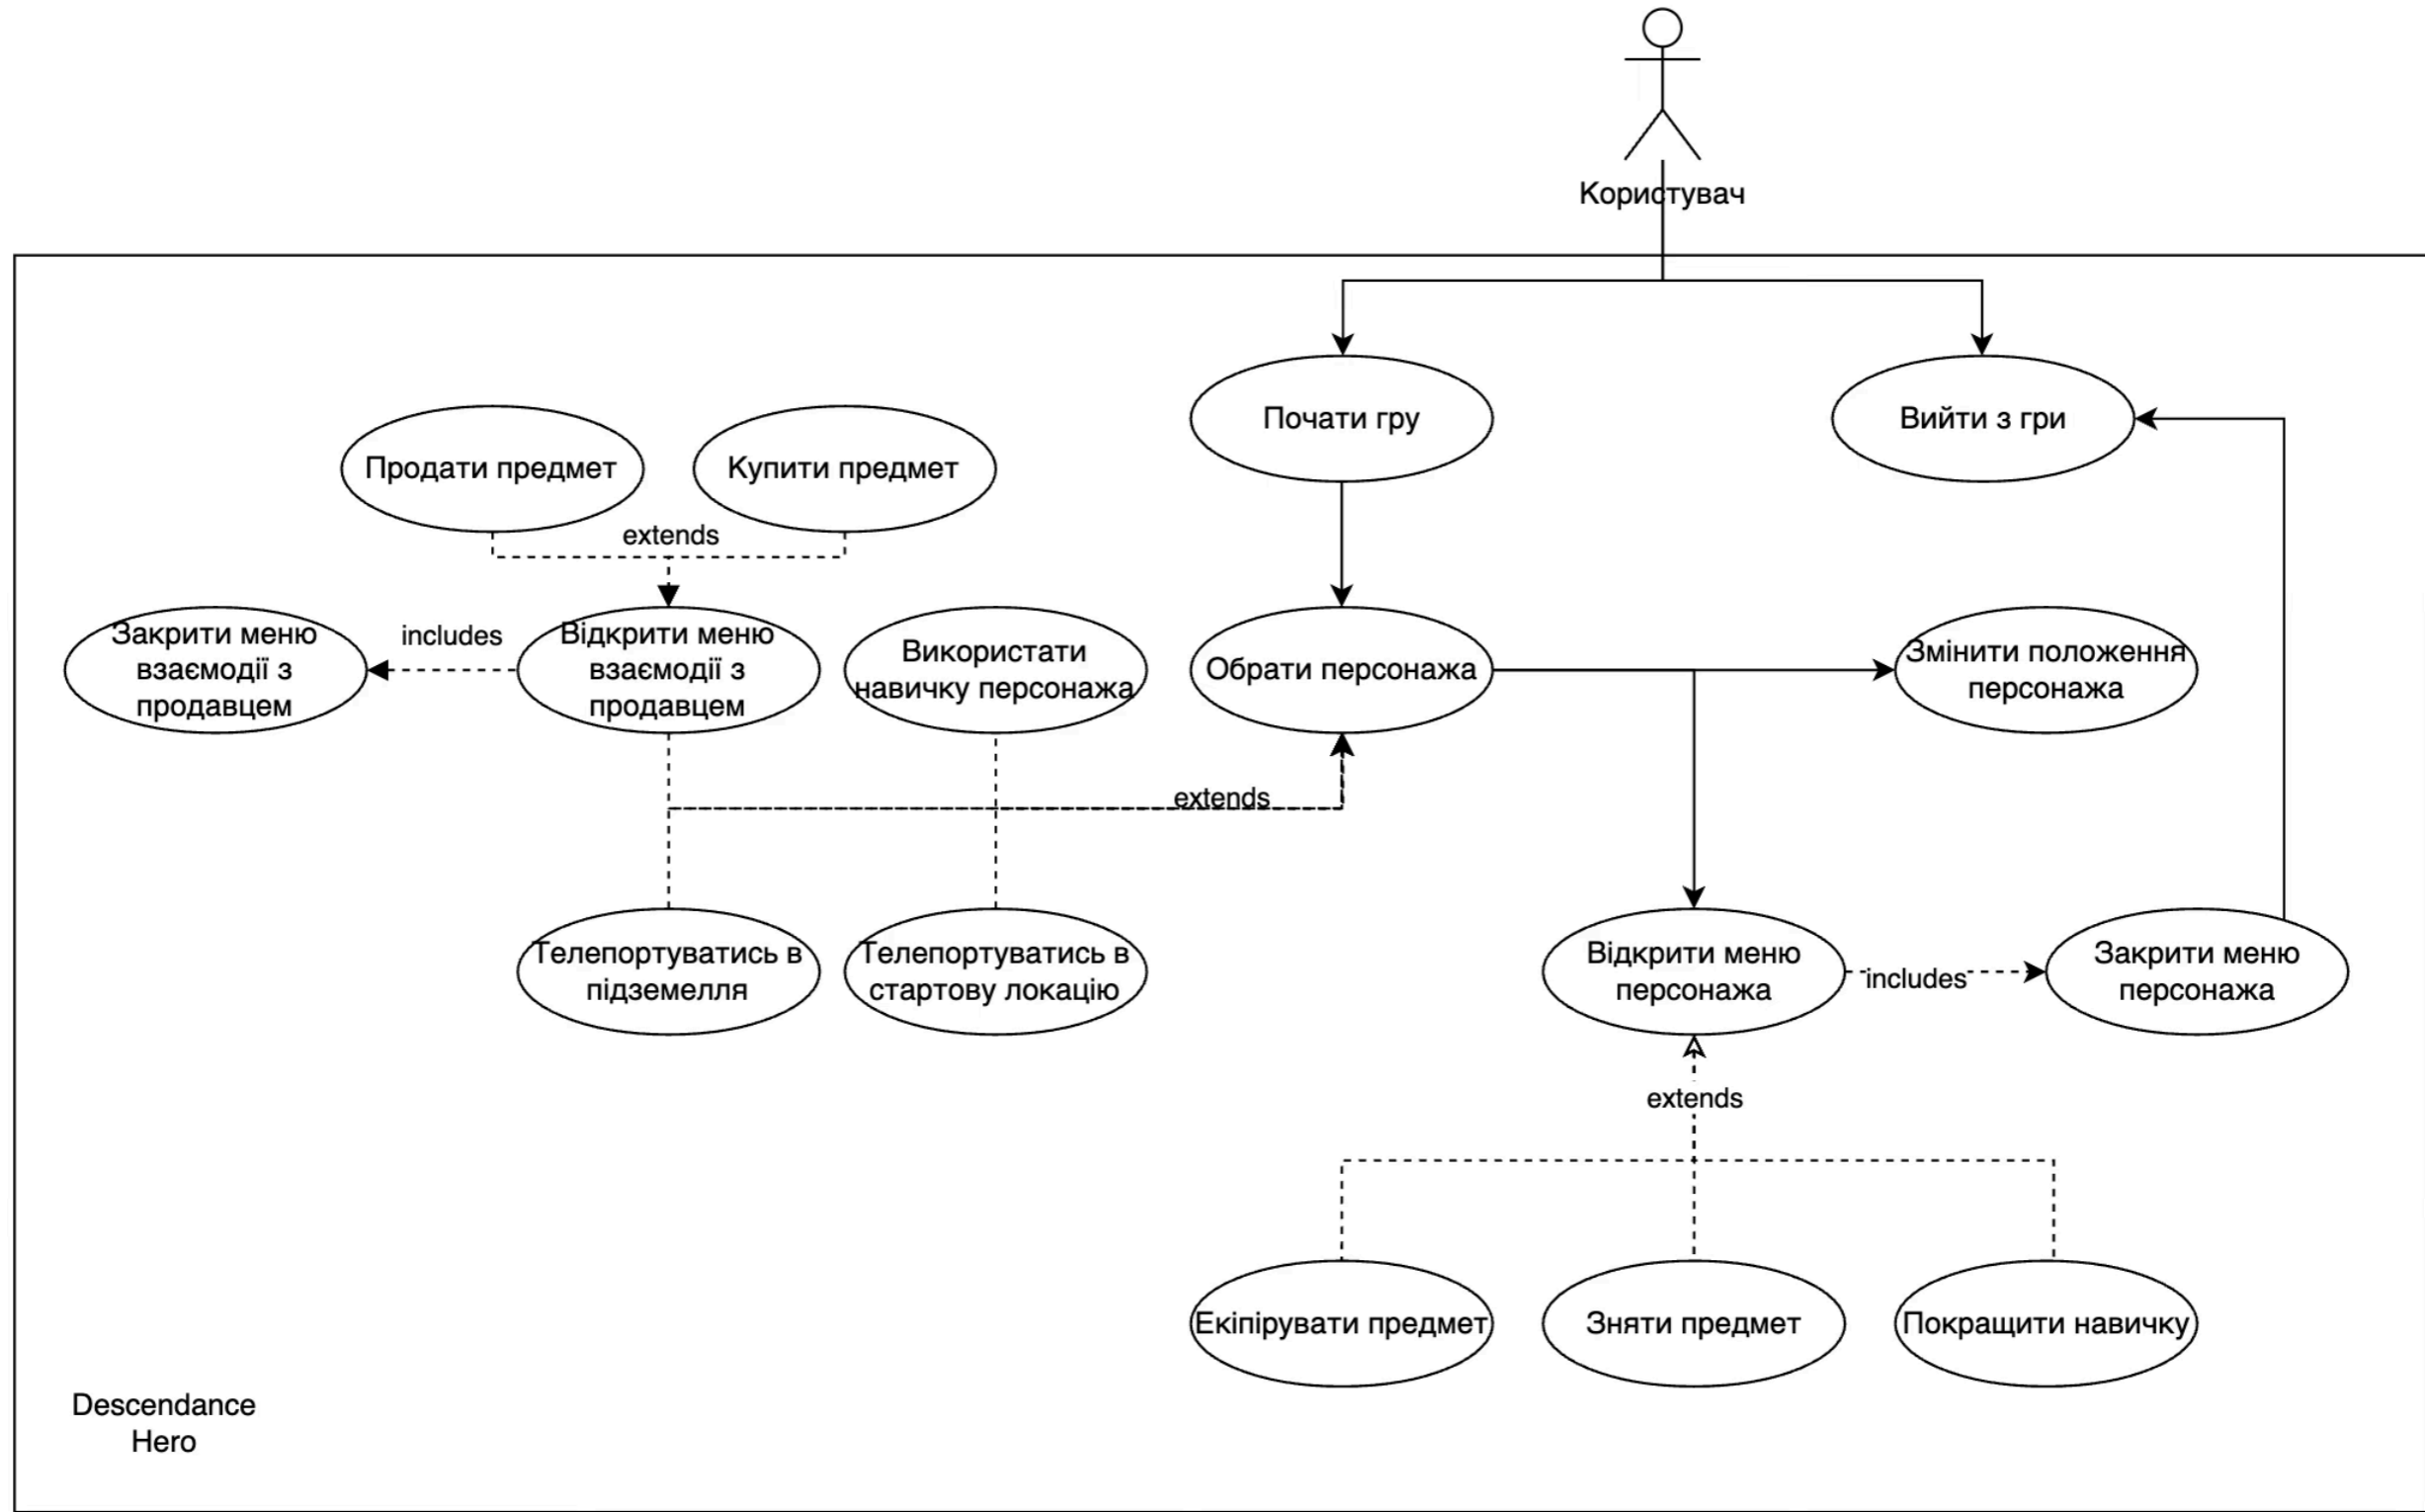 Користувач
Почати гру
Вийти з гри
Продати предмет
Купити предмет
extends
Закрити меню
взаємодії з
продавцем
includes
Відкрити меню
взаємодії з
продавцем
Використати
навичку персонажа
Обрати персонажа
Змінити положення
персонажа
extends
Телепортуватись в
підземелля
Телепортуватись в
стартову локацію
Відкрити меню
персонажа
includes
Закрити меню
персонажа
extends
Екіпірувати предмет
Зняти предмет
Покращити навичку
Descendance
Hero